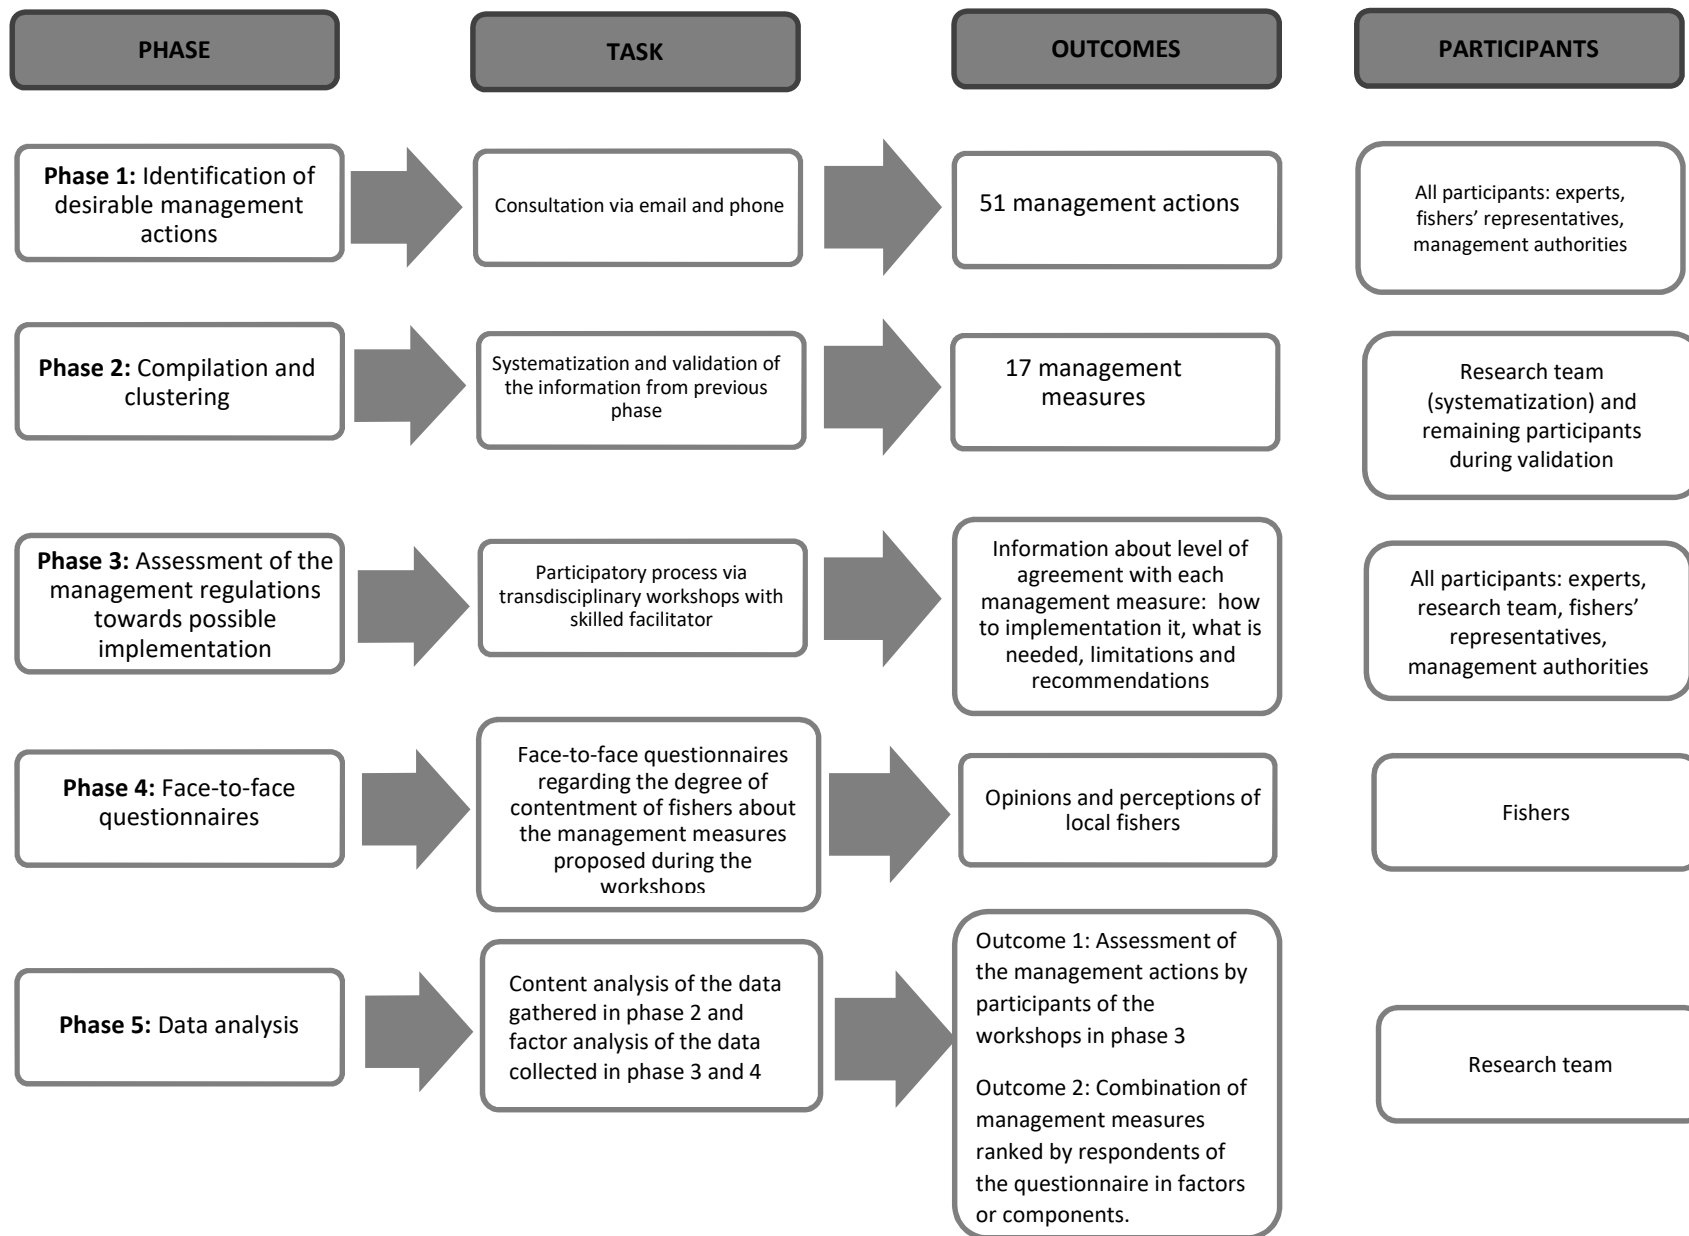 PHASE
TASK
OUTCOMES
PARTICIPANTS
Phase 1: Identification of
desirable management
actions
Consultation via email and phone
51 management actions
All participants: experts,
fishers’ representatives,
management authorities
Phase 2: Compilation and
clustering
Systematization and validation of
the information from previous
phase
17 management
measures
Research team
(systematization) and
remaining participants
during validation
Phase 3: Assessment of the
management regulations
towards possible
implementation
Participatory process via
transdisciplinary workshops with
skilled facilitator
Information about level of
agreement with each
management measure: how
to implementation it, what is
needed, limitations and
recommendations
All participants: experts,
research team, fishers’
representatives,
management authorities
Phase 4: Face-to-face
questionnaires
Face-to-face questionnaires
regarding the degree of
contentment of fishers about
the management measures
proposed during the
workshops
Opinions and perceptions of
local fishers
Fishers
Phase 5: Data analysis
Content analysis of the data
gathered in phase 2 and
factor analysis of the data
collected in phase 3 and 4
Outcome 1: Assessment of
the management actions by
participants of the
workshops in phase 3
Outcome 2: Combination of
management measures
ranked by respondents of
the questionnaire in factors
or components.
Research team